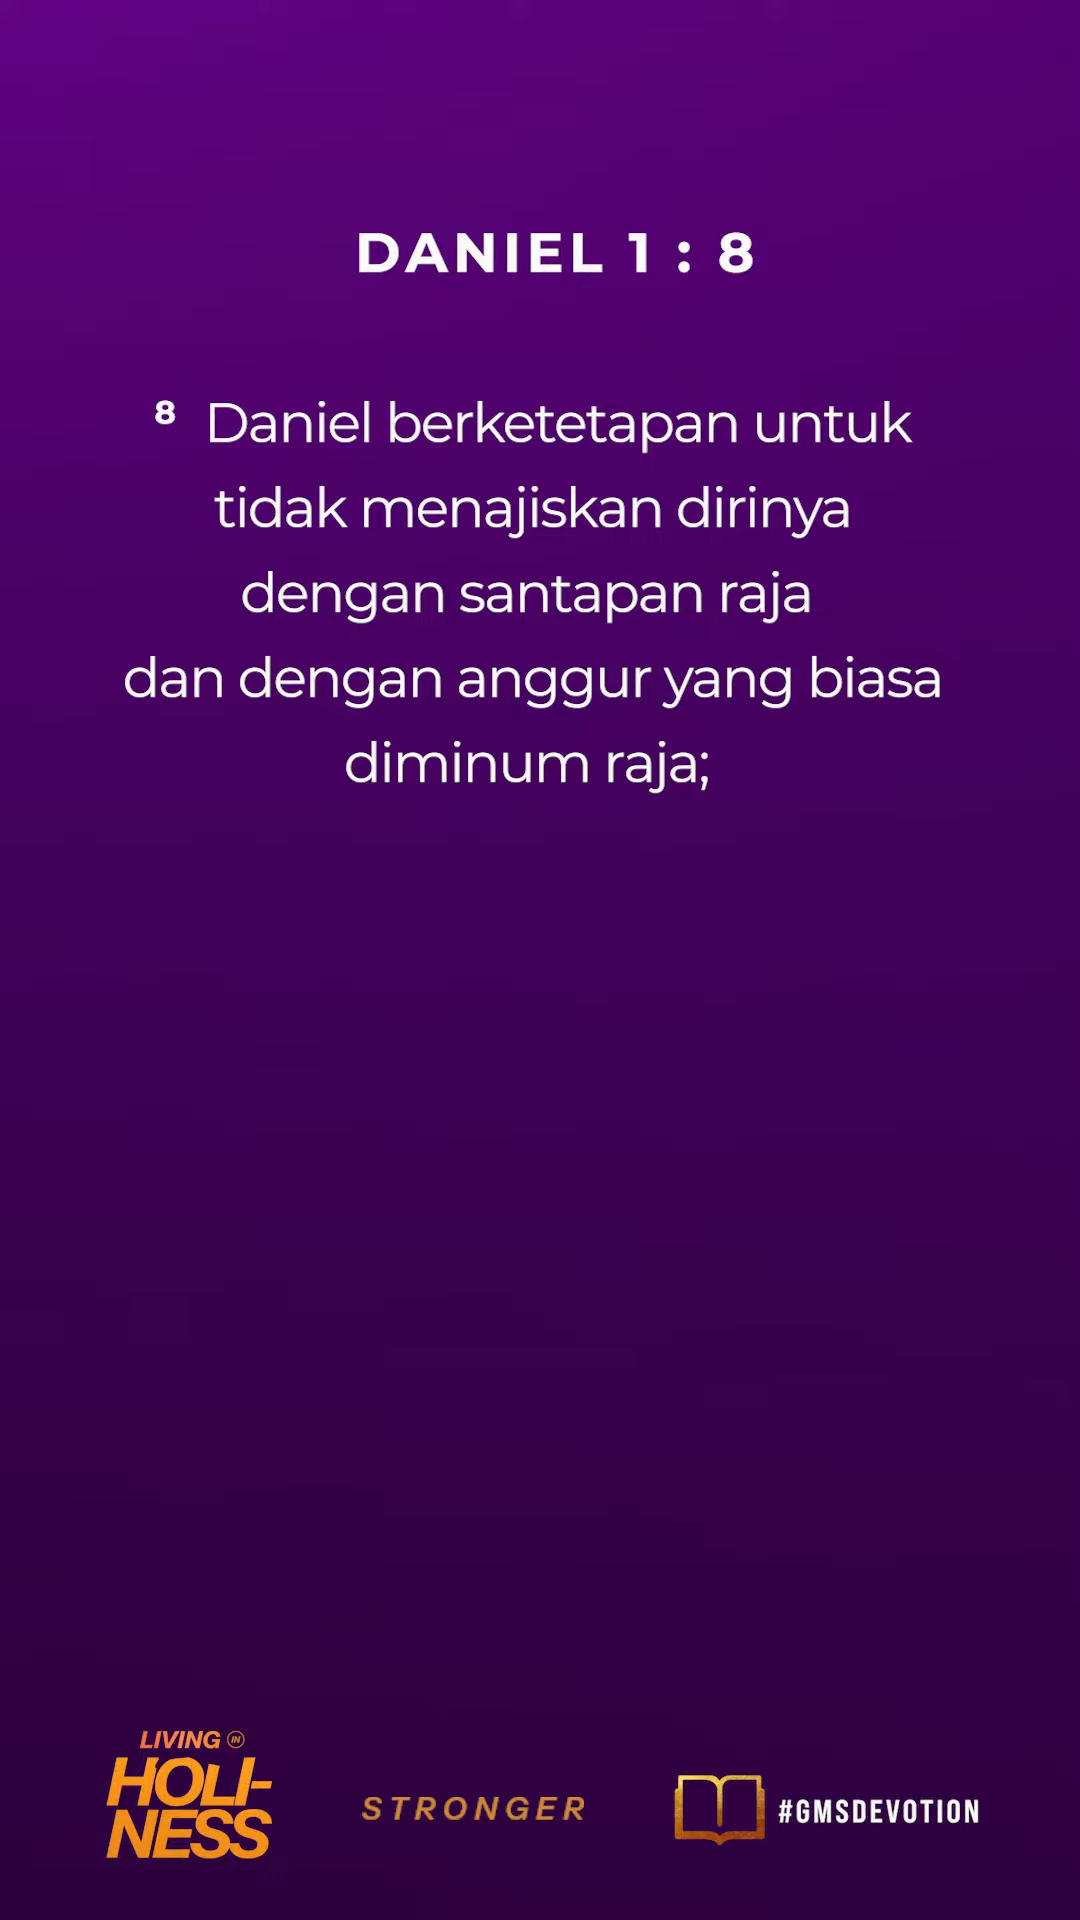 DANIEL 1 : 8
8 Daniel berketetapan untuk
tidak menajiskan dirinya
dengan santapan raja
dan dengan anggur yang biasa
diminum raja;
LIVING IN
HOLI-
NESS
STRONGER
#GMSDEVOTION